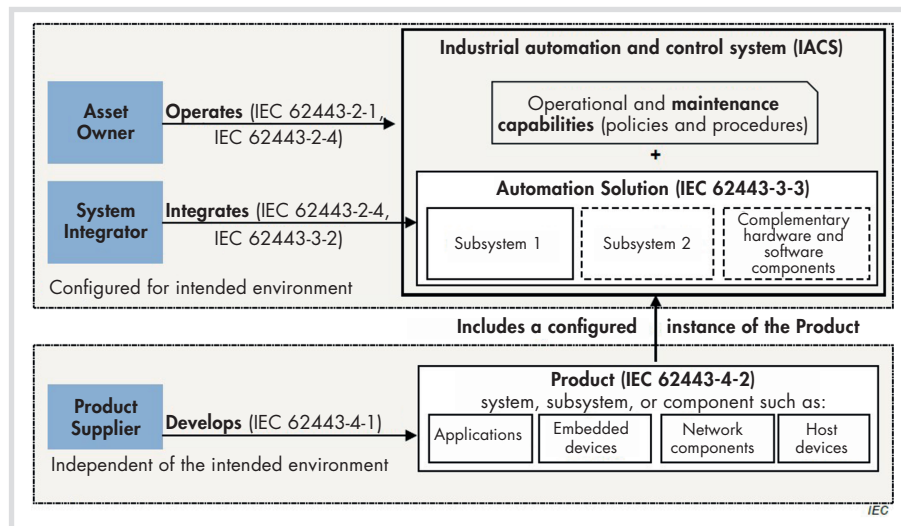 Industrial automation and control system (IACS)
Asset
Owner
Operates (IEC 62443-2-1,
IEC 62443-2-4)
Operational and maintenance
capabilities (policies and procedures)
+
Automation Solution (IEC 62443-3-3)
System
Integrator
Integrates (IEC 62443-2-4,
IEC 62443-3-2)
Subsystem 1
Subsystem 2
Complementary
hardware and
software
components
Configured for intended environment
Includes a configured instance of the Product
Product (IEC 62443-4-2)
system, subsystem, or component such as:
Product
Supplier
Develops (IEC 62443-4-1)
Applications
Embedded
devices
Network
components
Host
devices
Independent of the intended environment
IEC